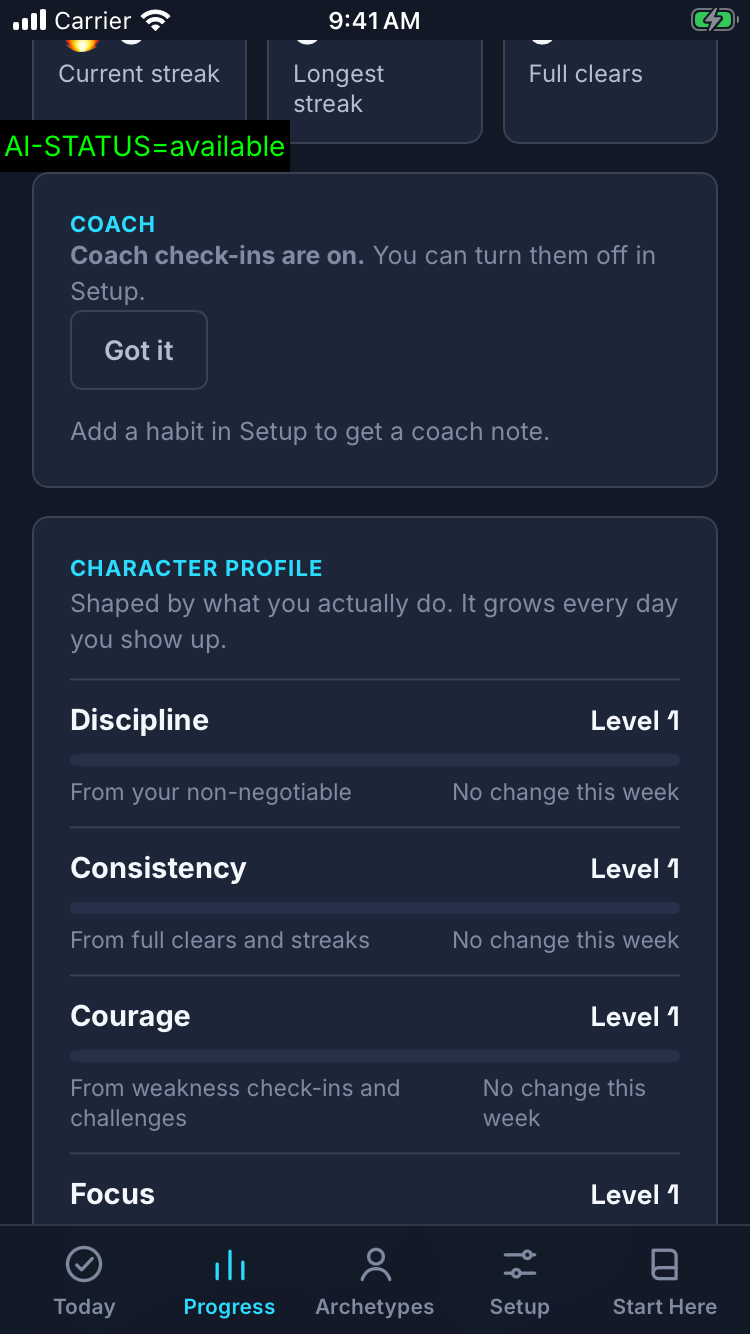 Carrier 9:41 AM
Current streak
Longest streak
Full clears
AI-STATUS=available
COACH
Coach check-ins are on. You can turn them off in
Setup.
Got it
Add a habit in Setup to get a coach note.
CHARACTER PROFILE
Shaped by what you actually do. It grows every day
you show up.
Discipline Level 1
From your non-negotiable No change this week
Consistency Level 1
From full clears and streaks No change this week
Courage Level 1
From weakness check-ins and challenges
No change this week
Focus Level 1
Today Progress Archetypes Setup Start Here